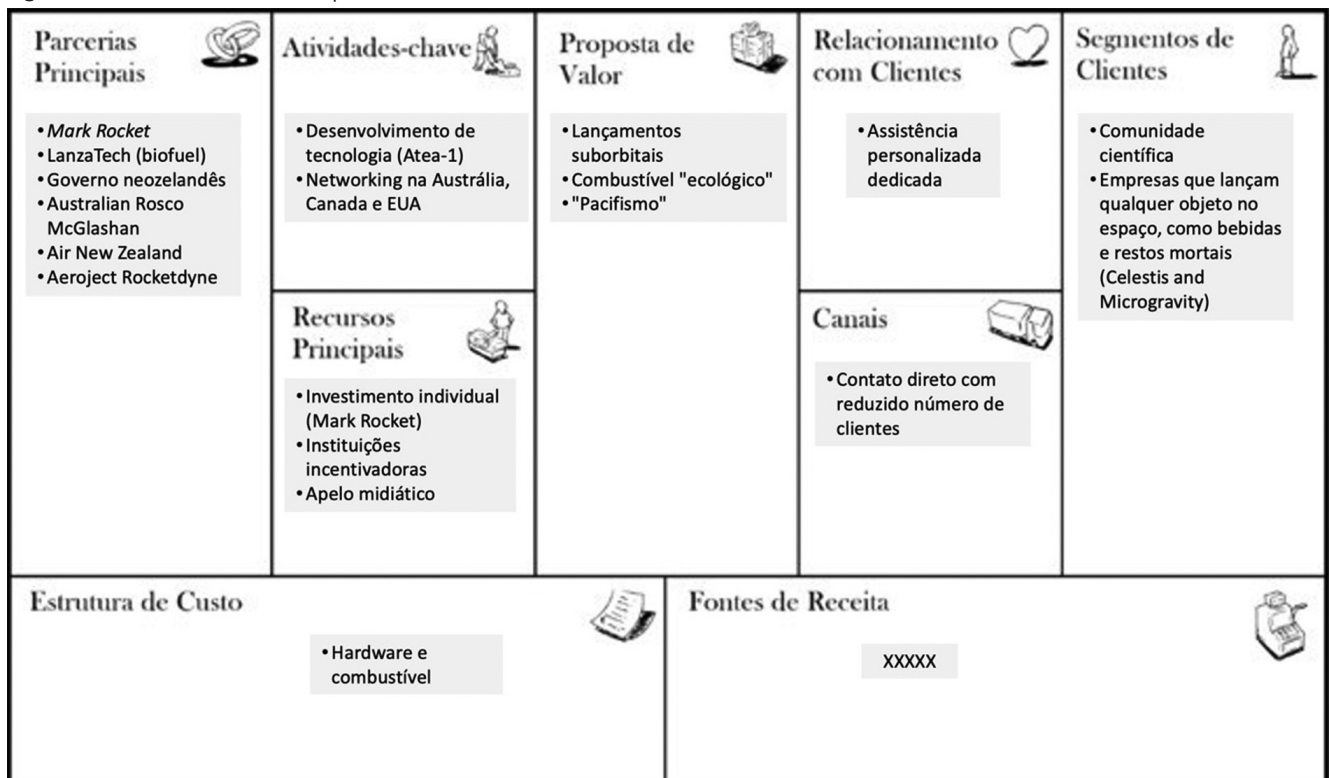 Parcerias
Principais
• Mark Rocket
• LanzaTech (biofuel)
• Governo neozelandês
• Australian Rosco
McGlashan
• Air New Zealand
• Aeroject Rocketdyne
Atividades-chave
• Desenvolvimento de
tecnologia (Atea-1)
• Networking na Austrália,
Canada e EUA
Recursos
Principais
• Investimento individual
(Mark Rocket)
• Instituições
incentivadoras
• Apelo midiático
Proposta de
Valor
• Lançamentos
suborbitais
• Combustível "ecológico"
• "Pacifismo"
Relacionamento
com Clientes
• Assistência
personalizada
dedicada
Canais
• Contato direto com
reduzido número de
clientes
Segmentos de
Clientes
• Comunidade
científica
• Empresas que lançam
qualquer objeto no
espaço, como bebidas
e restos mortais
(Celestis and
Microgravity)
Estrutura de Custo
• Hardware e
combustível
Fontes de Receita
XXXXX